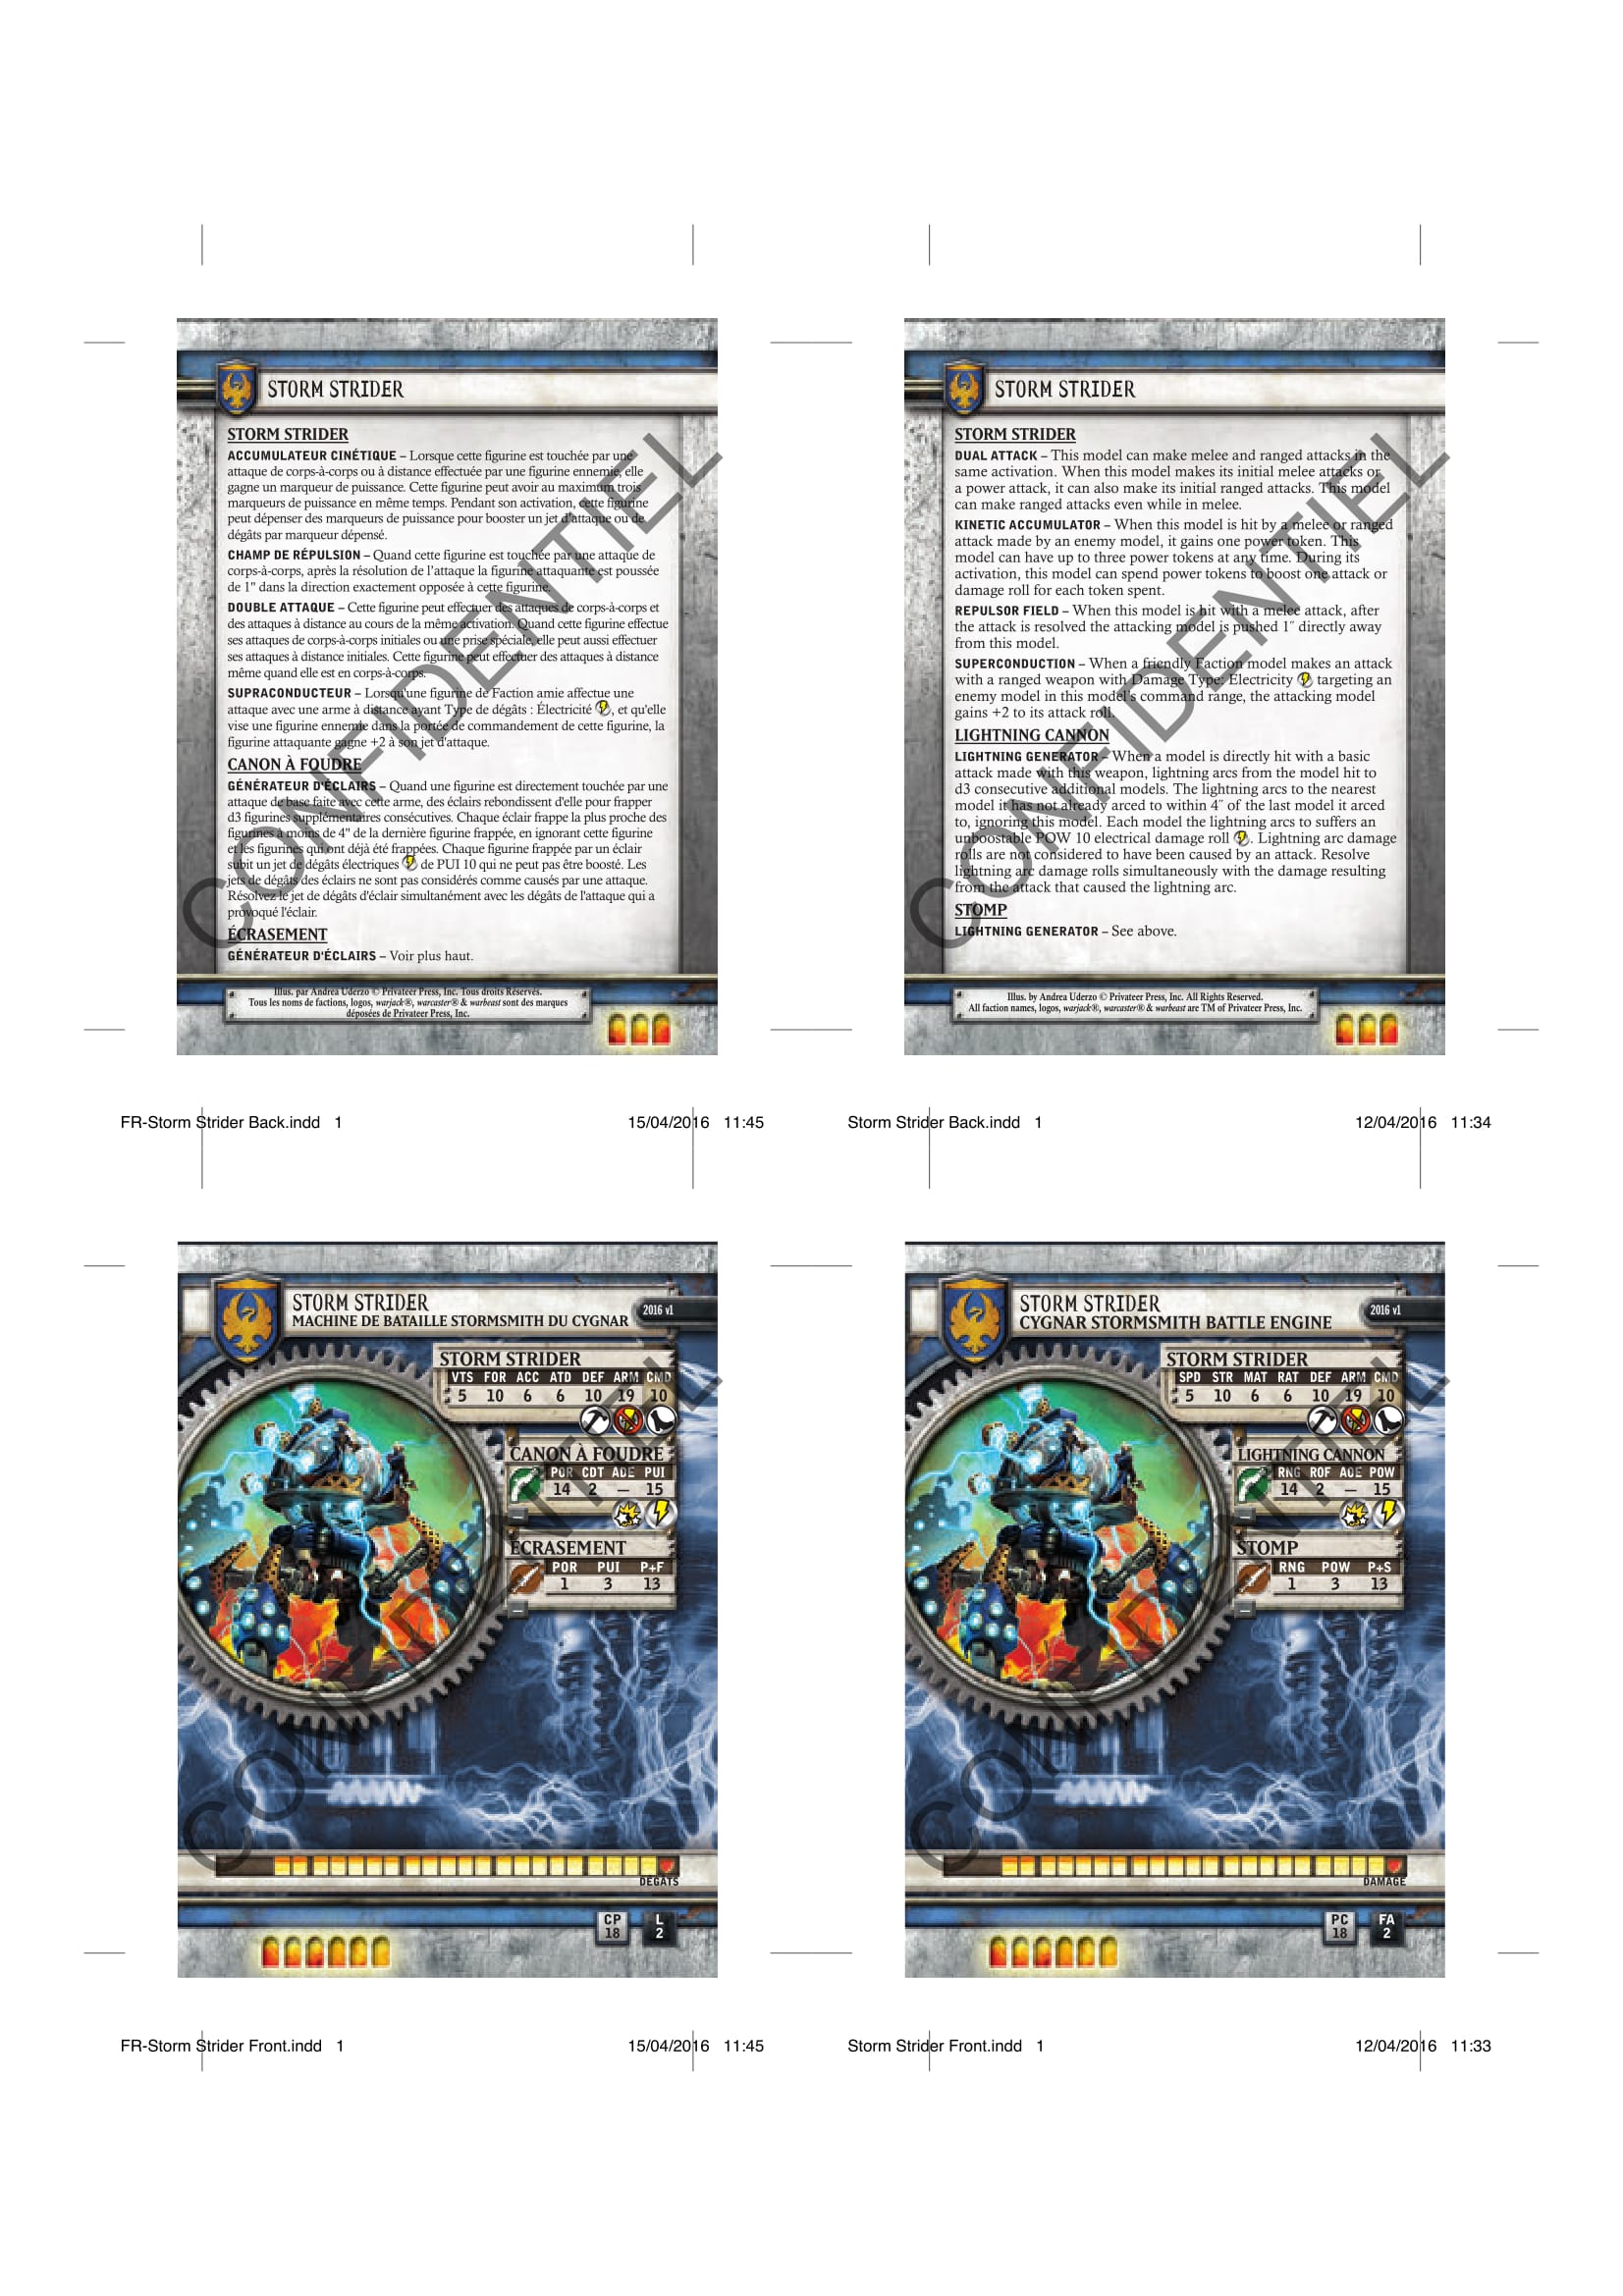 STORM STRIDER
STORM STRIDER
ACCUMULATEUR CINÉTIQUE – Lorsque cette figurine est touchée par une
attaque de corps-à-corps ou à distance effectuée par une figurine ennemie, elle
gagne un marqueur de puissance. Cette figurine peut avoir au maximum trois
marqueurs de puissance en même temps. Pendant son activation, cette figurine
peut dépenser des marqueurs de puissance pour booster un jet d'attaque ou de
dégâts par marqueur dépensé.
CHAMP DE RÉPULSION – Quand cette figurine est touchée par une attaque de
corps-à-corps, après la résolution de l'attaque la figurine attaquante est poussée
de 1" dans la direction exactement opposée à cette figurine.
DOUBLE ATTAQUE – Cette figurine peut effectuer des attaques de corps-à-corps et
des attaques à distance au cours de la même activation. Quand cette figurine effectue
ses attaques de corps-à-corps initiales ou une prise spéciale, elle peut aussi effectuer
ses attaques à distance initiales. Cette figurine peut effectuer des attaques à distance
même quand elle est en corps-à-corps.
SUPRACONDUCTEUR – Lorsqu'une figurine de Faction amie affectue une
attaque avec une arme à distance ayant Type de dégâts : Électricité , et qu'elle
vise une figurine ennemie dans la portée de commandement de cette figurine, la
figurine attaquante gagne +2 à son jet d'attaque.
CANON À FOUDRE
GÉNÉRATEUR D'ÉCLAIRS – Quand une figurine est directement touchée par une
attaque de base faite avec cette arme, des éclairs rebondissent d'elle pour frapper
d3 figurines supplémentaires consécutives. Chaque éclair frappe la plus proche des
figurines à moins de 4" de la dernière figurine frappée, en ignorant cette figurine
et les figurines qui ont déjà été frappées. Chaque figurine frappée par un éclair
subit un jet de dégâts électriques de PUI 10 qui ne peut pas être boosté. Les
jets de dégâts des éclairs ne sont pas considérés comme causés par une attaque.
Résolvez le jet de dégâts d'éclair simultanément avec les dégâts de l'attaque qui a
provoqué l'éclair.
ÉCRASEMENT
GÉNÉRATEUR D'ÉCLAIRS – Voir plus haut.
Illus. par Andrea Uderzo © Privateer Press, Inc. Tous droits Réservés.
Tous les noms de factions, logos, warjack®, warcaster® & warbeast sont des marques
déposées de Privateer Press, Inc.
CONFIDENTIEL
FR-Storm Strider Back.indd 1
15/04/2016 11:45
STORM STRIDER
STORM STRIDER
DUAL ATTACK – This model can make melee and ranged attacks in the
same activation. When this model makes its initial melee attacks or
a power attack, it can also make its initial ranged attacks. This model
can make ranged attacks even while in melee.
KINETIC ACCUMULATOR – When this model is hit by a melee or ranged
attack made by an enemy model, it gains one power token. This
model can have up to three power tokens at any time. During its
activation, this model can spend power tokens to boost one attack or
damage roll for each token spent.
REPULSOR FIELD – When this model is hit with a melee attack, after
the attack is resolved the attacking model is pushed 1˝ directly away
from this model.
SUPERCONDUCTION – When a friendly Faction model makes an attack
with a ranged weapon with Damage Type: Electricity targeting an
enemy model in this model's command range, the attacking model
gains +2 to its attack roll.
LIGHTNING CANNON
LIGHTNING GENERATOR – When a model is directly hit with a basic
attack made with this weapon, lightning arcs from the model hit to
d3 consecutive additional models. The lightning arcs to the nearest
model it has not already arced to within 4˝ of the last model it arced
to, ignoring this model. Each model the lightning arcs to suffers an
unboostable POW 10 electrical damage roll . Lightning arc damage
rolls are not considered to have been caused by an attack. Resolve
lightning arc damage rolls simultaneously with the damage resulting
from the attack that caused the lightning arc.
STOMP
LIGHTNING GENERATOR – See above.
Illus. by Andrea Uderzo © Privateer Press, Inc. All Rights Reserved.
All faction names, logos, warjack®, warcaster® & warbeast are TM of Privateer Press, Inc.
CONFIDENTIEL
Storm Strider Back.indd 1
12/04/2016 11:34
STORM STRIDER
MACHINE DE BATAILLE STORMSMITH DU CYGNAR
2016 v1
STORM STRIDER
VTS FOR ACC ATD DEF ARM CMD
5 10 6 6 10 19 10
CANON À FOUDRE
POR CDT ADE PUI
14 2 — 15
–
ÉCRASEMENT
POR PUI P+F
1 3 13
–
DÉGÂTS
CP
18
L
2
CONFIDENTIEL
FR-Storm Strider Front.indd 1
15/04/2016 11:45
STORM STRIDER
CYGNAR STORMSMITH BATTLE ENGINE
2016 v1
STORM STRIDER
SPD STR MAT RAT DEF ARM CMD
5 10 6 6 10 19 10
LIGHTNING CANNON
RNG ROF AOE POW
14 2 — 15
–
STOMP
RNG POW P+S
1 3 13
–
DAMAGE
PC
18
FA
2
CONFIDENTIEL
Storm Strider Front.indd 1
12/04/2016 11:33